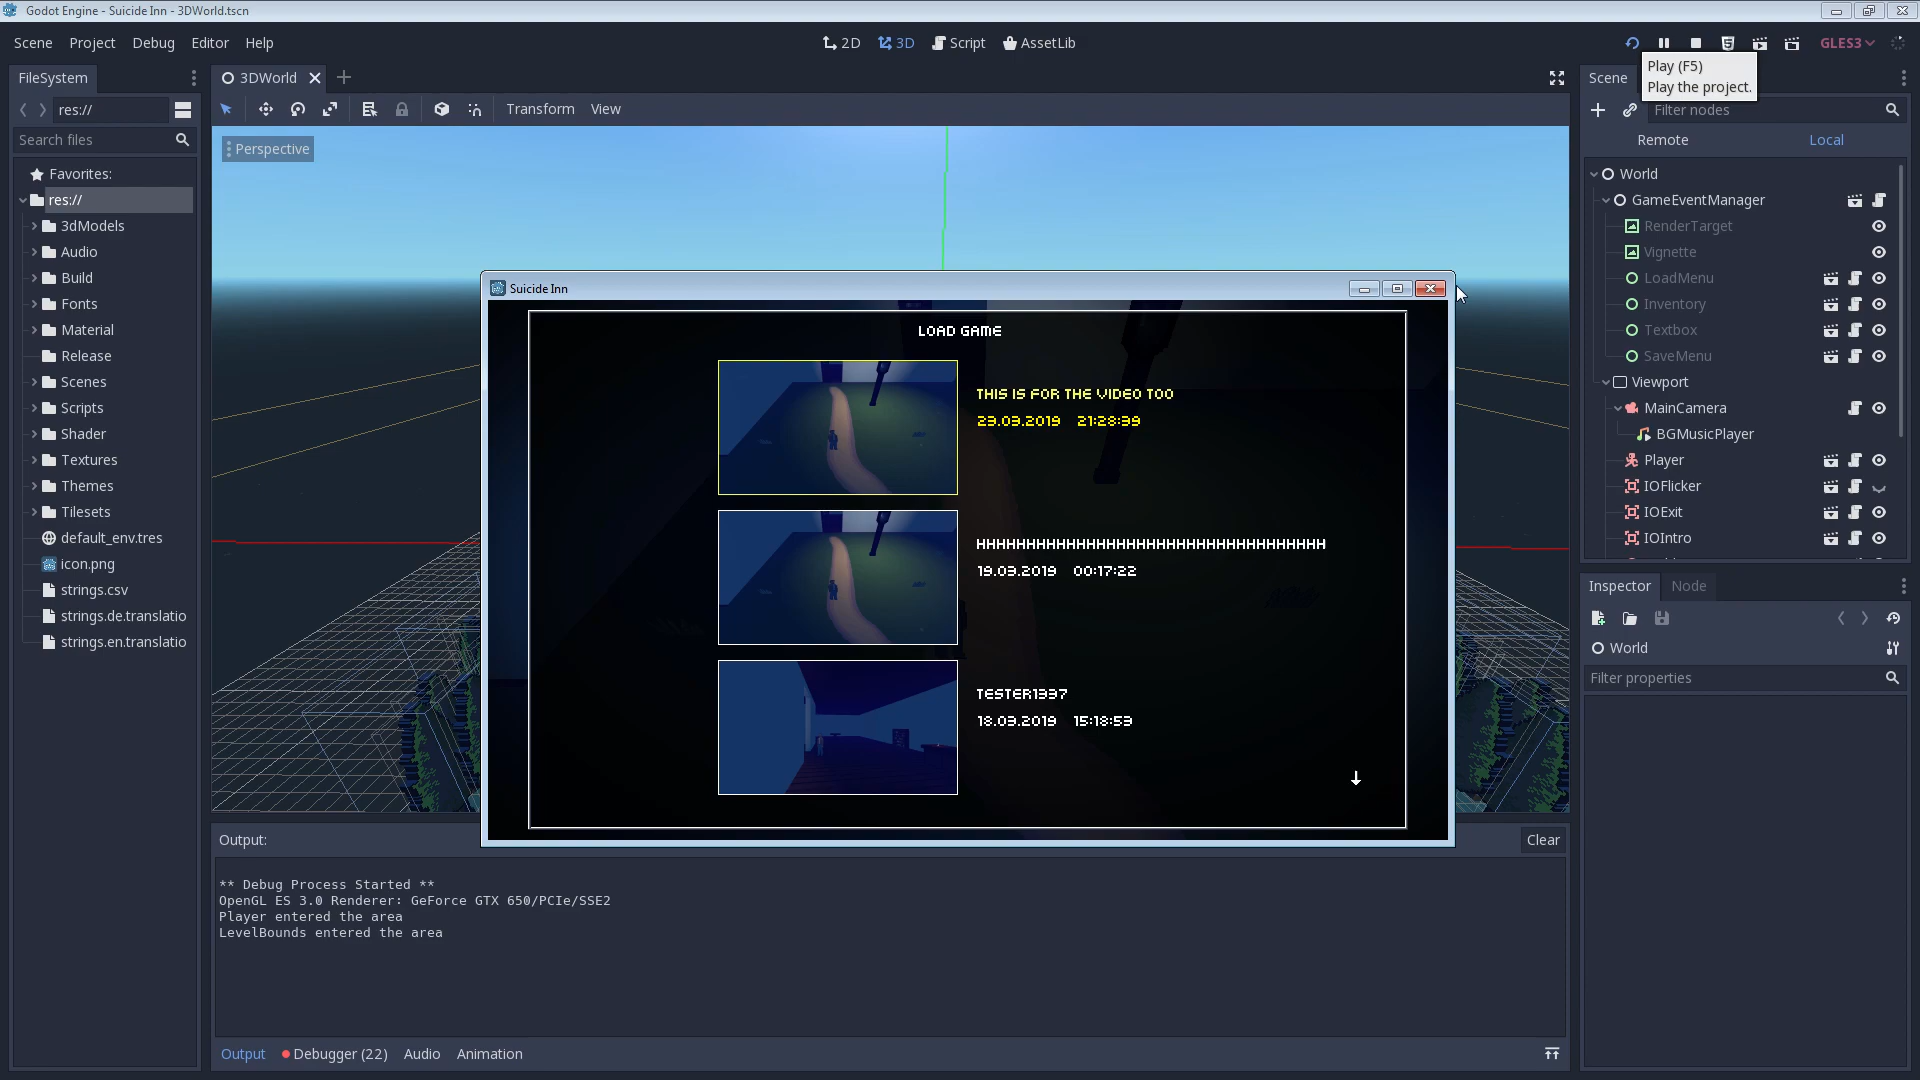 Godot Engine - Suicide Inn - 3DWorld.tscn
Scene Project Debug Editor Help
2D 3D Script AssetLib
GLES3
Play (F5)
Play the project.
FileSystem
3DWorld
Scene
res://
Transform View
Filter nodes
Search files
Perspective
Remote Local
Favorites:
res://
3dModels
Audio
Build
Fonts
Material
Release
Scenes
Scripts
Shader
Textures
Themes
Tilesets
default_env.tres
icon.png
strings.csv
strings.de.translatio
strings.en.translatio
World
GameEventManager
RenderTarget
Vignette
LoadMenu
Inventory
Textbox
SaveMenu
Viewport
MainCamera
BGMusicPlayer
Player
IOFlicker
IOExit
IOIntro
Suicide Inn
LOAD GAME
THIS IS FOR THE VIDEO TOO
23.03.2019 21:28:39
HHHHHHHHHHHHHHHHHHHHHHHHHHHHHHHHHHH
19.03.2019 00:17:22
TESTER1337
18.03.2019 15:18:53
Inspector Node
World
Filter properties
Output: Clear
** Debug Process Started **
OpenGL ES 3.0 Renderer: GeForce GTX 650/PCIe/SSE2
Player entered the area
LevelBounds entered the area
Output Debugger (22) Audio Animation